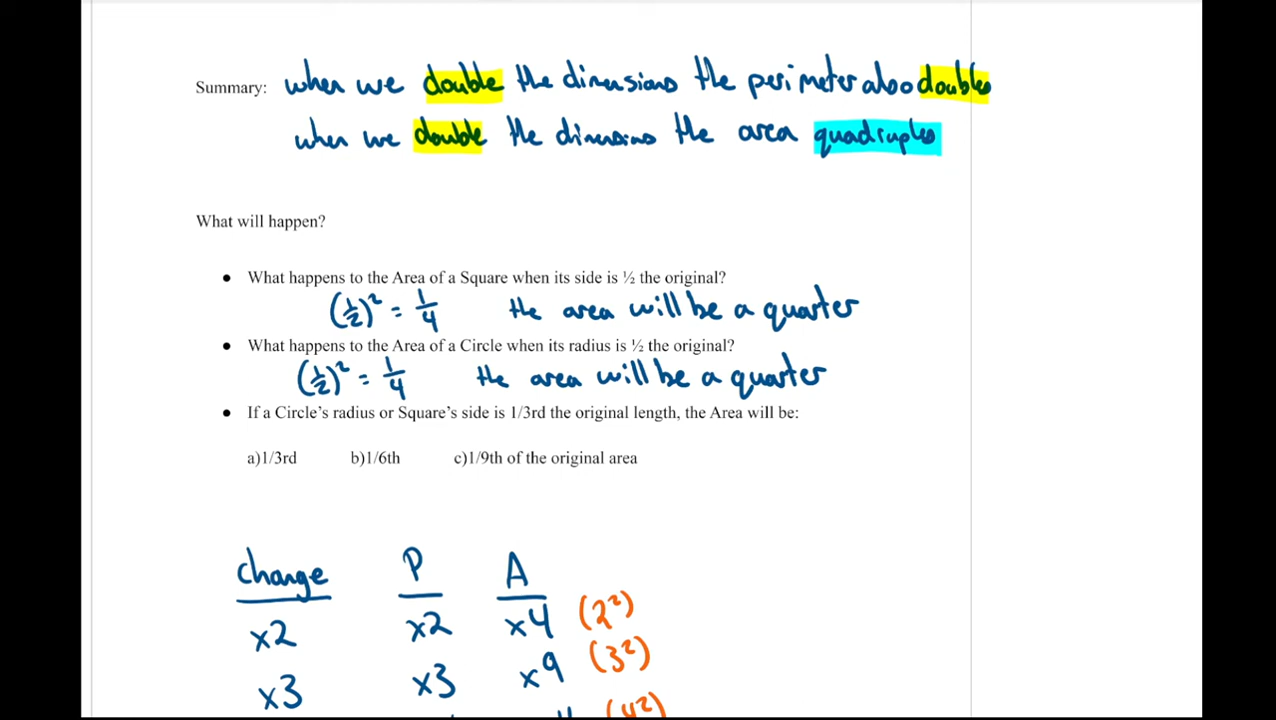 Summary: when we double the dimensions the perimeter also doubles
when we double the dimensions the area quadruples
What will happen?
● What happens to the Area of a Square when its side is ½ the original?
(1/2)² = 1/4 the area will be a quarter
● What happens to the Area of a Circle when its radius is ½ the original?
(1/2)² = 1/4 the area will be a quarter
● If a Circle's radius or Square's side is 1/3rd the original length, the Area will be:
a)1/3rd b)1/6th c)1/9th of the original area
change P A
x2 x2 x4 (2²)
x3 x3 x9 (3²)
(4²)